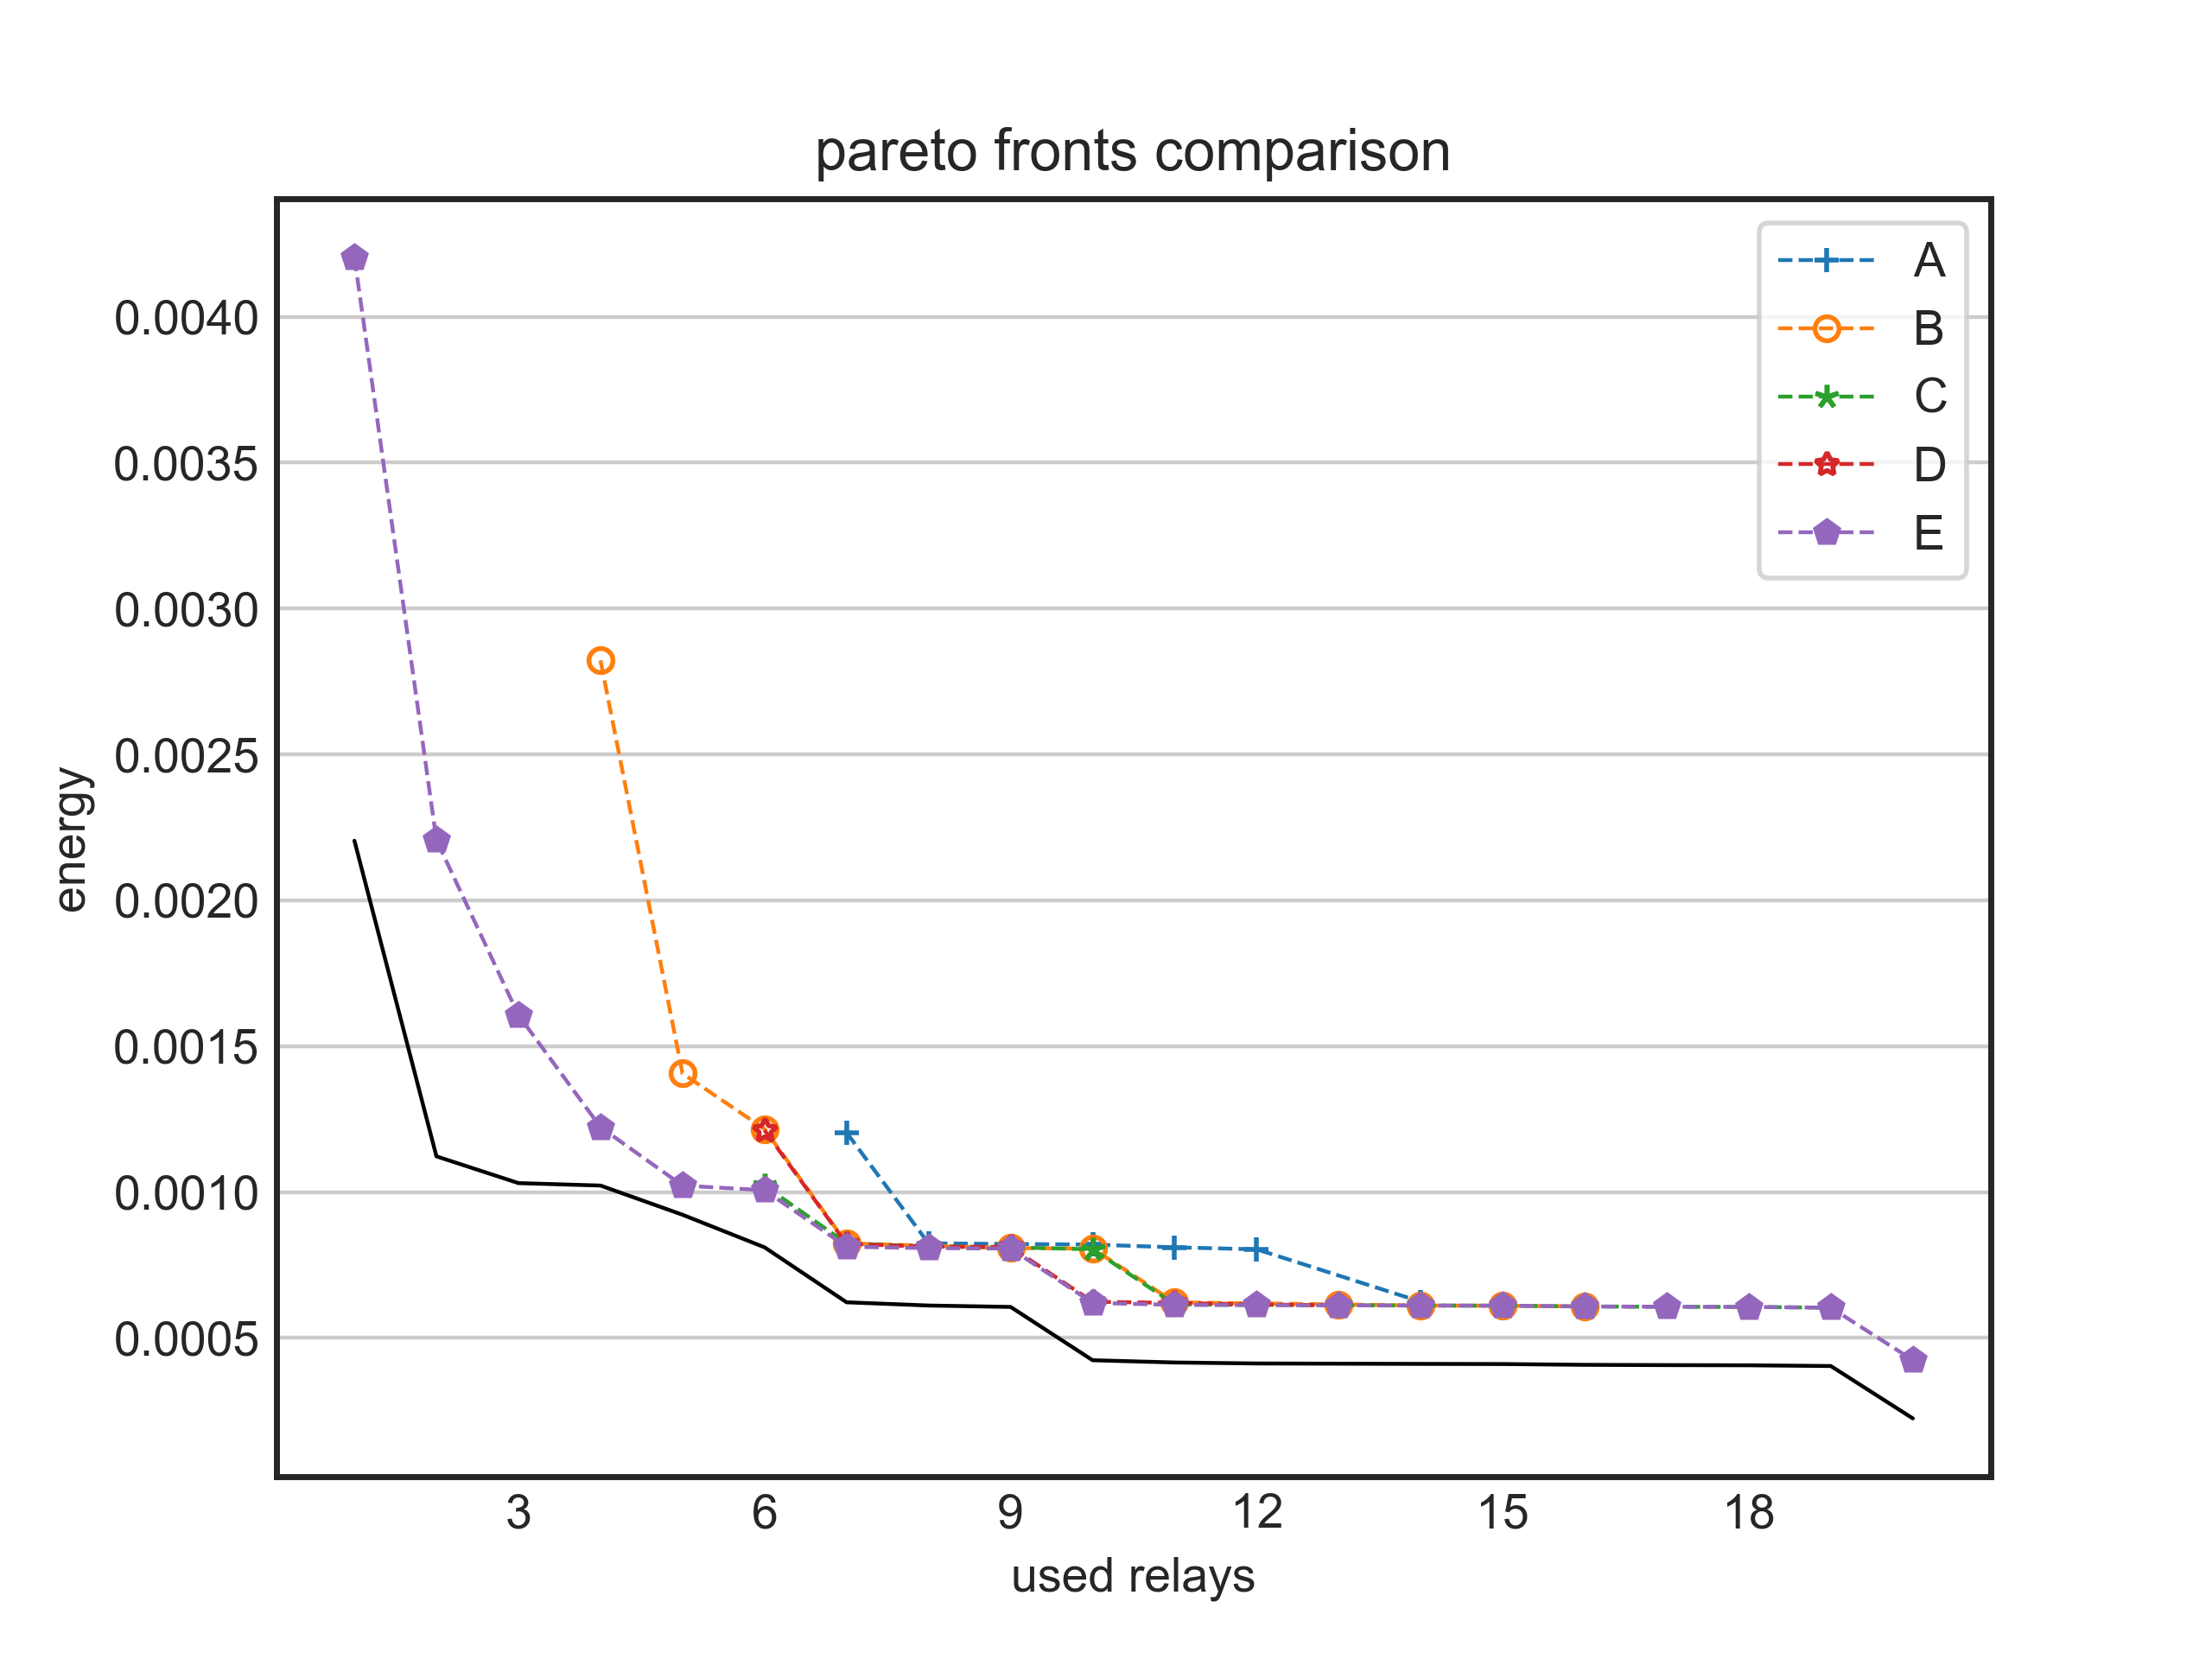 pareto fronts comparison
A
B
C
D
E
0.0040
0.0035
0.0030
0.0025
0.0020
0.0015
0.0010
0.0005
energy
3 6 9 12 15 18
used relays